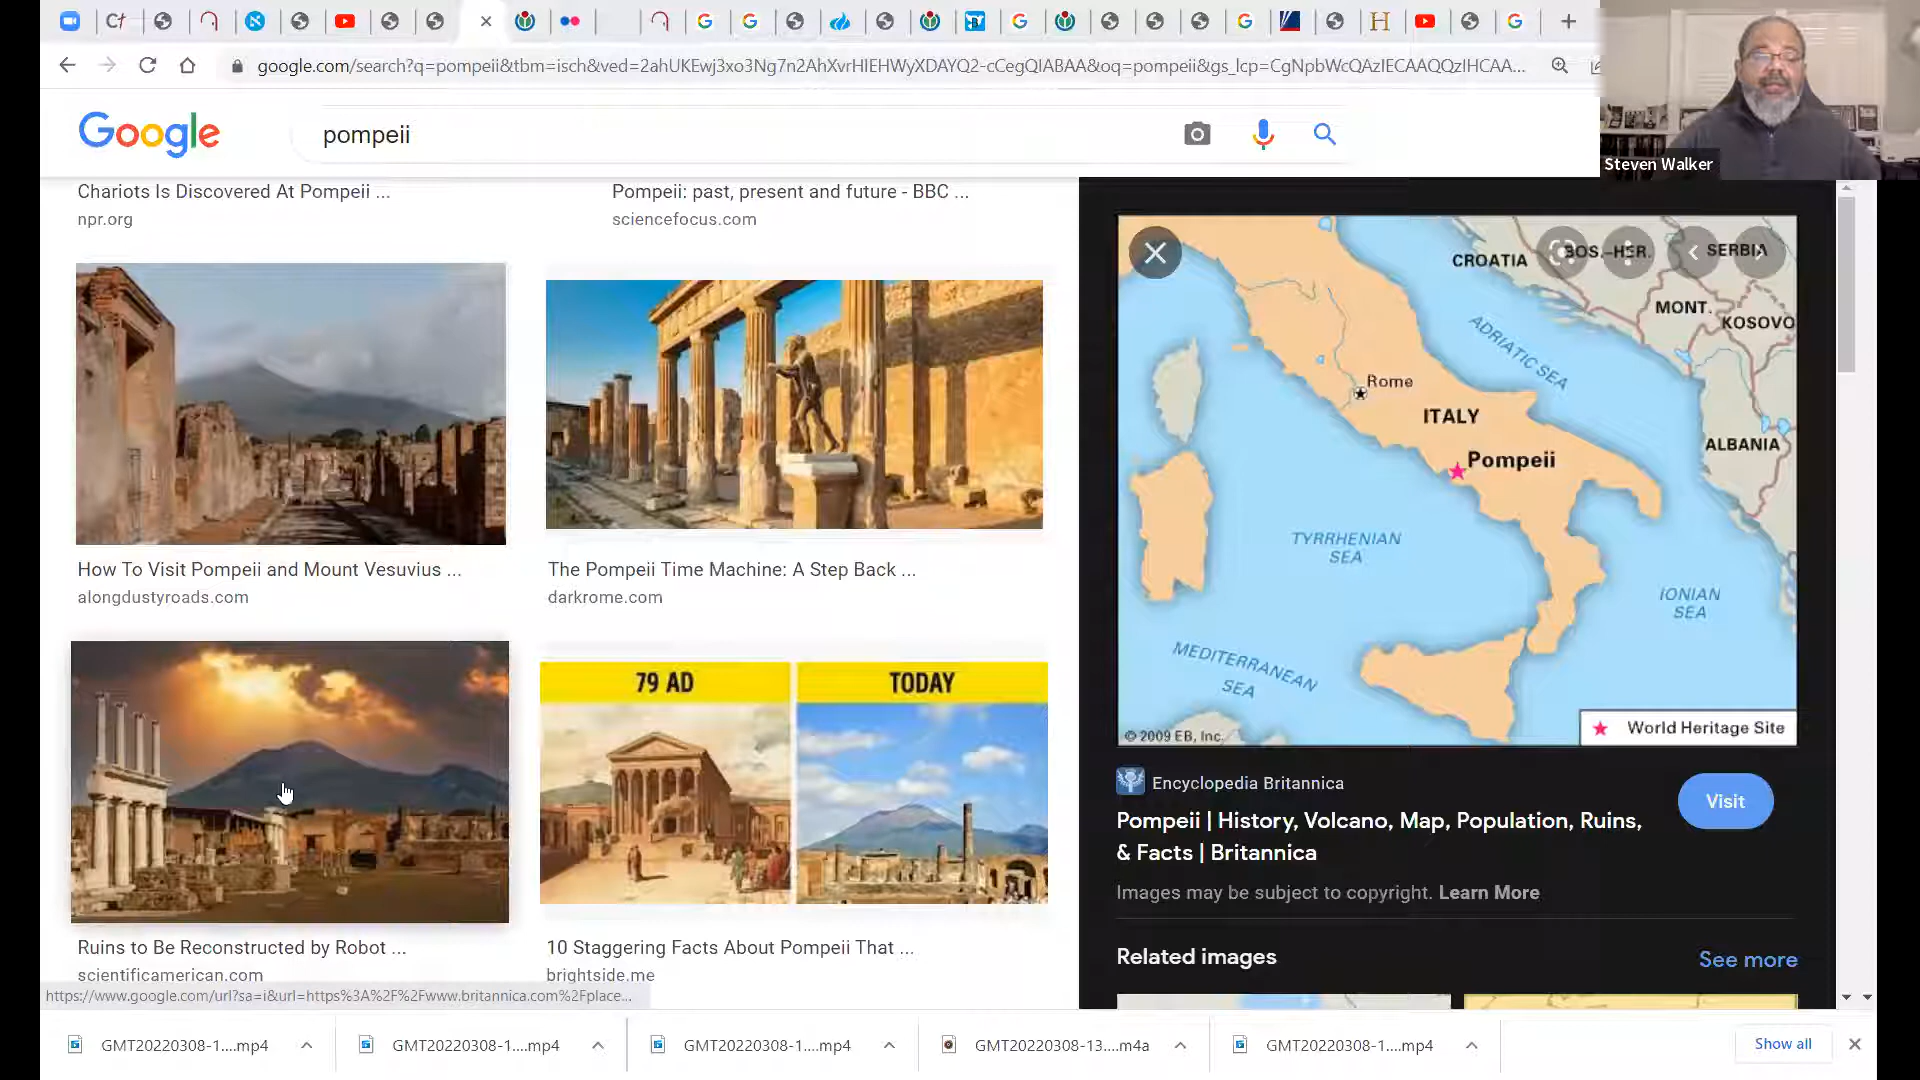 google.com/search?q=pompeii&tbm=isch&ved=2ahUKEwj3xo3Ng7n2AhXvrHIEHWyXDAYQ2-cCegQIABAA&oq=pompeii&gs_lcp=CgNpbWcQAzIECAAQQzIHCAA...
Google
pompeii
Steven Walker
Chariots Is Discovered At Pompeii ...
npr.org
Pompeii: past, present and future - BBC ...
sciencefocus.com
How To Visit Pompeii and Mount Vesuvius ...
alongdustyroads.com
The Pompeii Time Machine: A Step Back ...
darkrome.com
79 AD
TODAY
Ruins to Be Reconstructed by Robot ...
scientificamerican.com
10 Staggering Facts About Pompeii That ...
brightside.me
https://www.google.com/url?sa=i&url=https%3A%2F%2Fwww.britannica.com%2Fplace...
CROATIA
BOS.-HER.
SERBIA
MONT.
KOSOVO
ADRIATIC SEA
Rome
ITALY
ALBANIA
Pompeii
TYRRHENIAN
SEA
IONIAN
SEA
MEDITERRANEAN
SEA
World Heritage Site
© 2009 EB, Inc.
Encyclopedia Britannica
Visit
Pompeii | History, Volcano, Map, Population, Ruins,
& Facts | Britannica
Images may be subject to copyright. Learn More
Related images
See more
GMT20220308-1....mp4
GMT20220308-1....mp4
GMT20220308-1....mp4
GMT20220308-13....m4a
GMT20220308-1....mp4
Show all